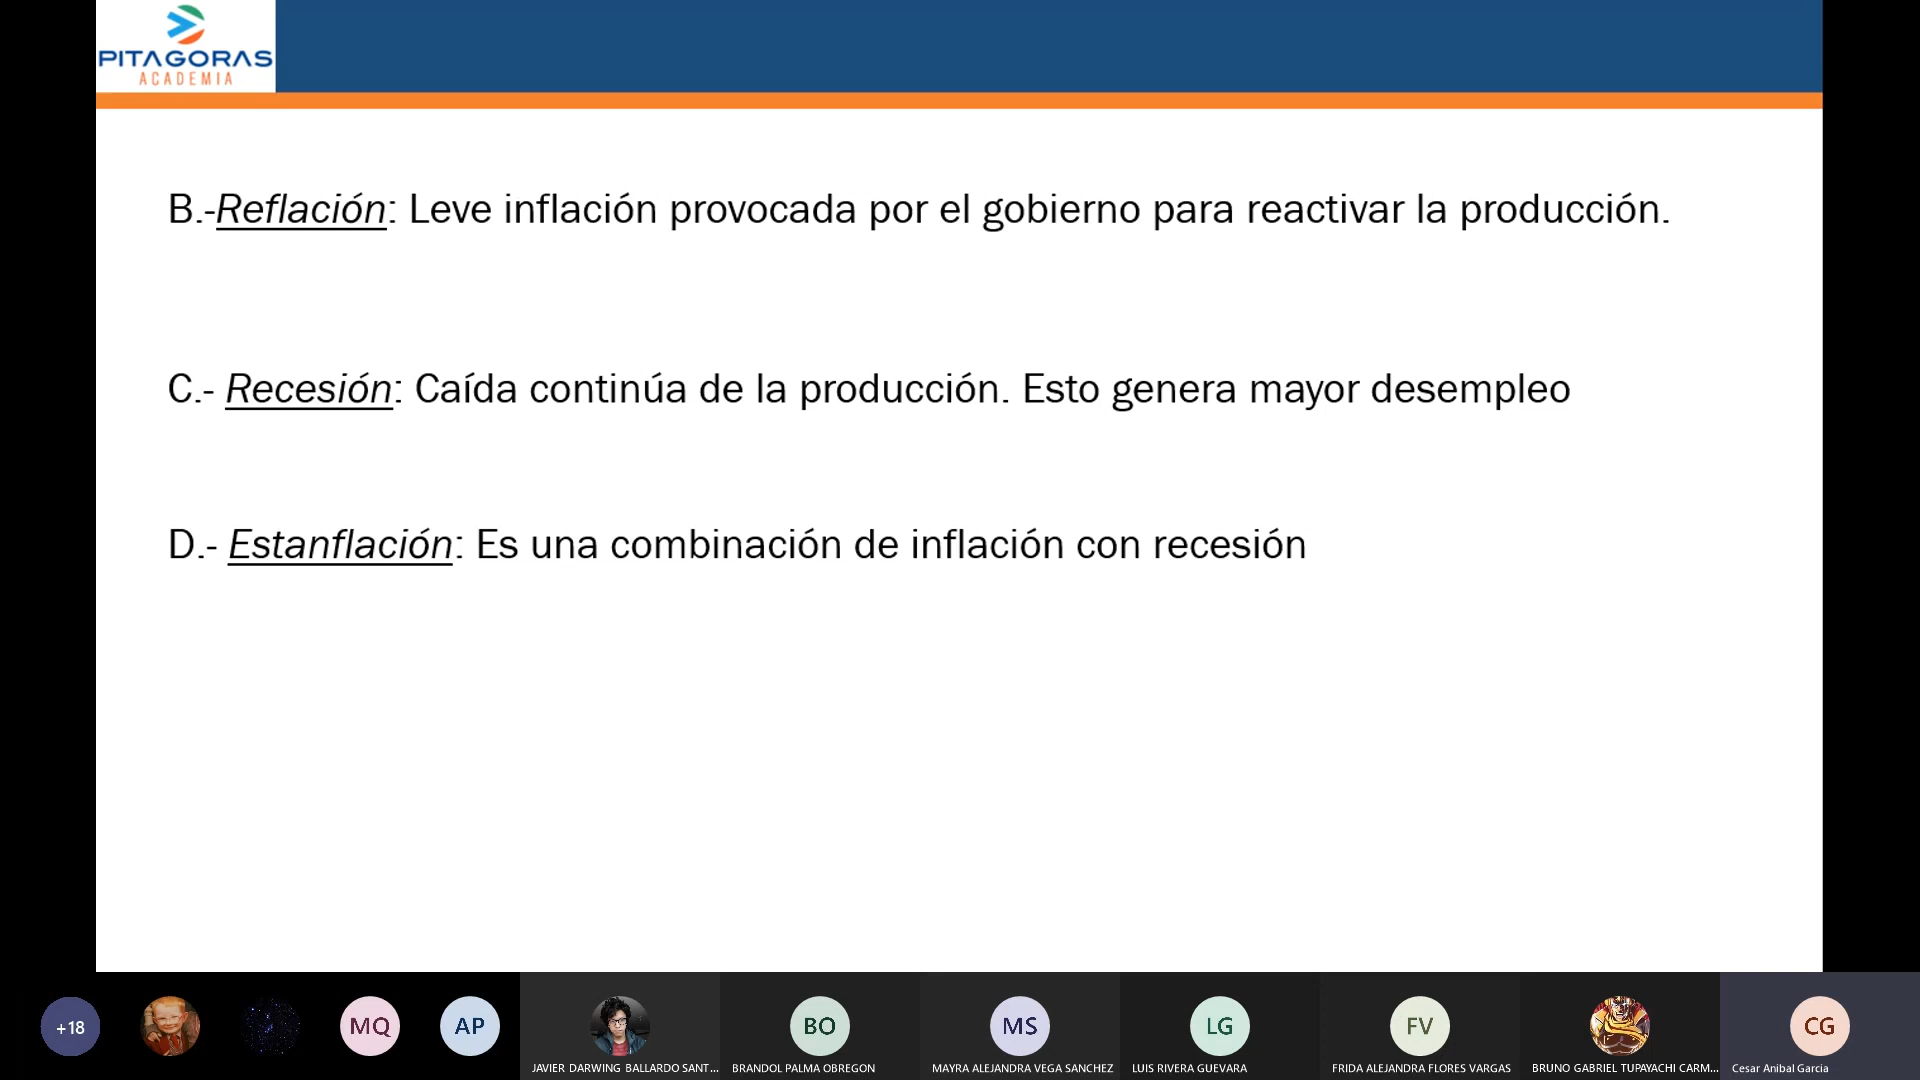 PITAGORAS
ACADEMIA
B.-Reflación: Leve inflación provocada por el gobierno para reactivar la producción.
C.- Recesión: Caída continúa de la producción. Esto genera mayor desempleo
D.- Estanflación: Es una combinación de inflación con recesión
+18
MQ
AP
BO
MS
LG
FV
CG
JAVIER DARWING BALLARDO SANT...
BRANDOL PALMA OBREGON
MAYRA ALEJANDRA VEGA SANCHEZ
LUIS RIVERA GUEVARA
FRIDA ALEJANDRA FLORES VARGAS
BRUNO GABRIEL TUPAYACHI CARM...
Cesar Anibal Garcia